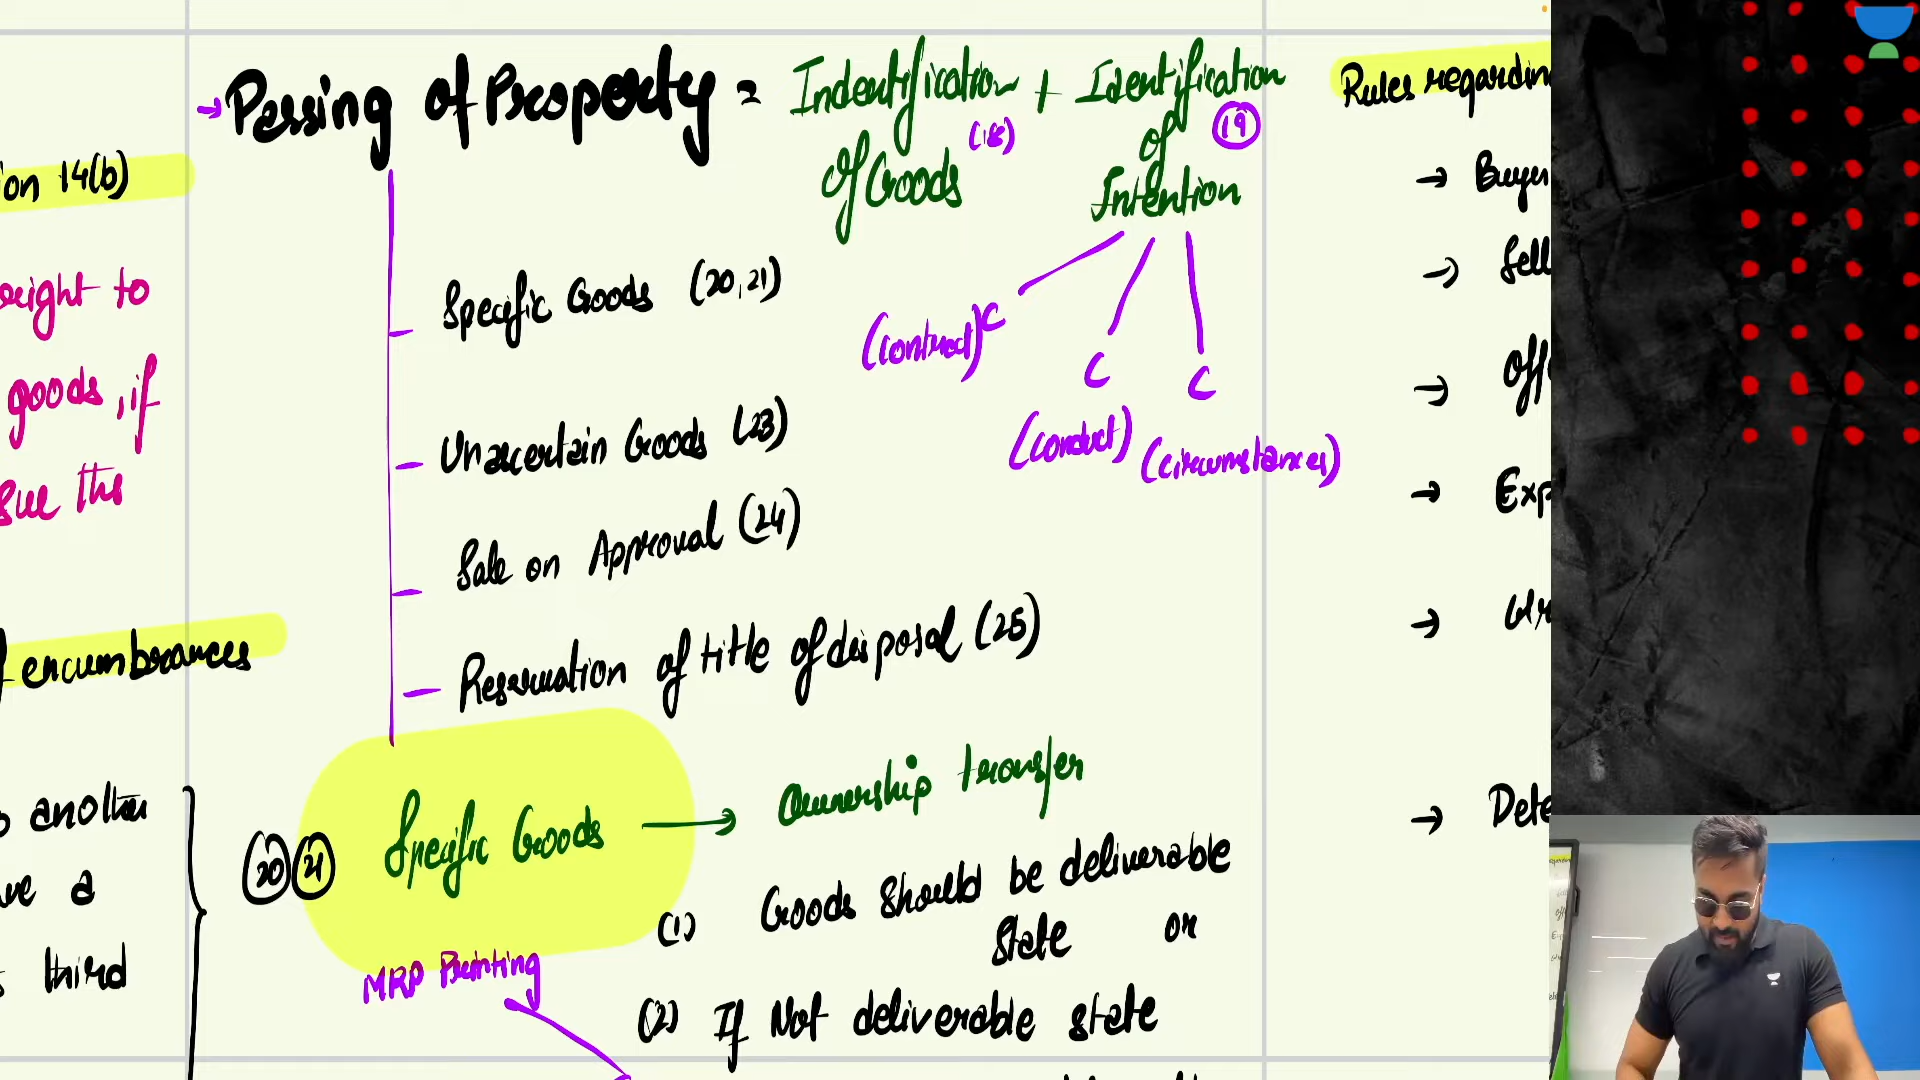 on 14(b)
right to
goods, if
sue the
encumbrances
another
a
third
→ Passing of Property = Indentification of Goods (18) + Identification of Intention 19
(Contract) C
C (Conduct)
C (circumstances)
Specific Goods (20,21)
Unascertain Goods (23)
Sale on Approval (24)
Reservation of title of disposal (25)
20 21 Specific Goods → Ownership transfer
(1) Goods should be deliverable
State or
(2) If Not deliverable state
MRP Printing
Rules regardin
→ Buyer
→ Sell
→ Off
→ Exp
→ Un
→ Dete